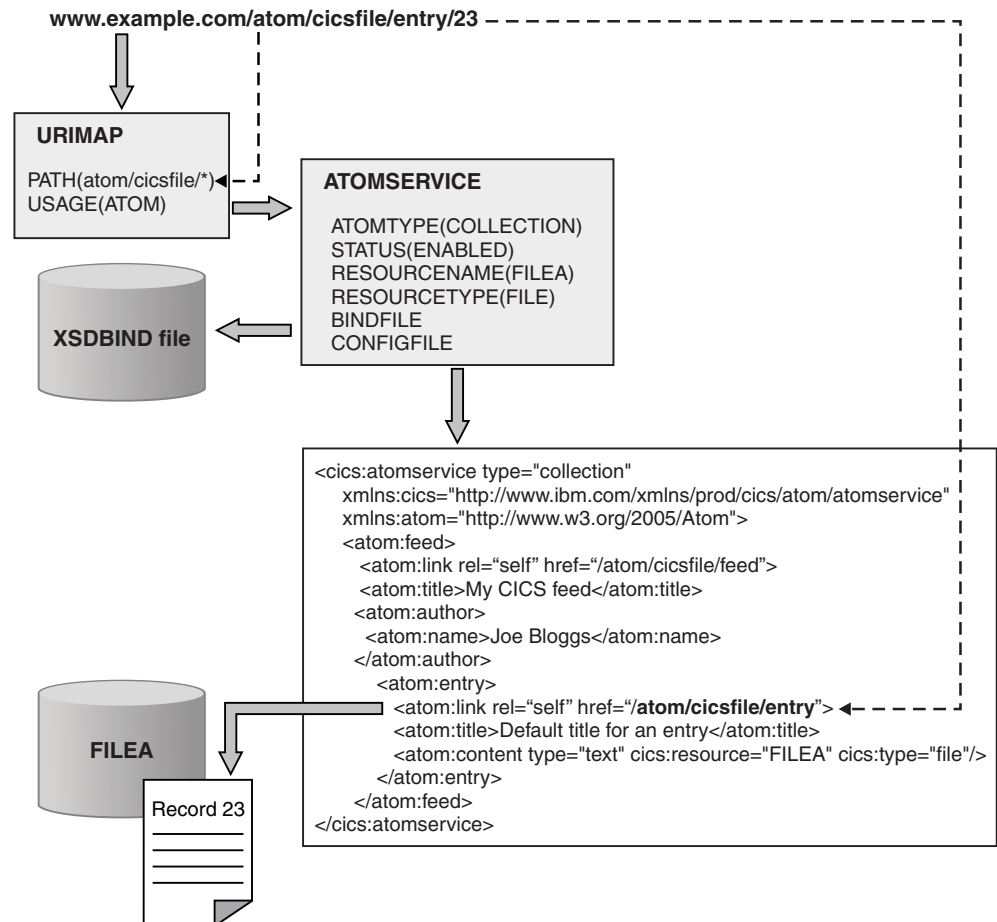 www.example.com/atom/cicsfile/entry/23
URIMAP
PATH(atom/cicsfile/*)
USAGE(ATOM)
ATOMSERVICE
ATOMTYPE(COLLECTION)
STATUS(ENABLED)
RESOURCENAME(FILEA)
RESOURCETYPE(FILE)
BINDFILE
CONFIGFILE
XSDBIND file
<cics:atomservice type="collection"
xmlns:cics="http://www.ibm.com/xmlns/prod/cics/atom/atomservice"
xmlns:atom="http://www.w3.org/2005/Atom">
<atom:feed>
<atom:link rel=“self” href=“/atom/cicsfile/feed”>
<atom:title>My CICS feed</atom:title>
<atom:author>
<atom:name>Joe Bloggs</atom:name>
</atom:author>
<atom:entry>
<atom:link rel=“self” href=“/atom/cicsfile/entry”>
<atom:title>Default title for an entry</atom:title>
<atom:content type="text" cics:resource="FILEA" cics:type="file"/>
</atom:entry>
</atom:feed>
</cics:atomservice>
FILEA
Record 23